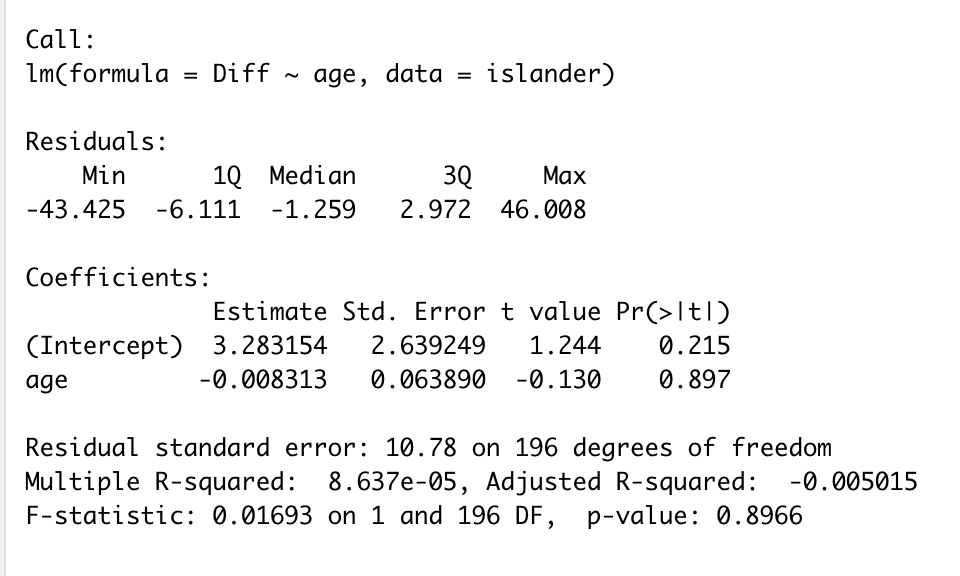 Call:
lm(formula = Diff ~ age, data = islander)
Residuals:
    Min      1Q  Median      3Q     Max
-43.425  -6.111  -1.259   2.972  46.008
Coefficients:
             Estimate Std. Error t value Pr(>|t|)
(Intercept)  3.283154   2.639249   1.244    0.215
age         -0.008313   0.063890  -0.130    0.897
Residual standard error: 10.78 on 196 degrees of freedom
Multiple R-squared:  8.637e-05, Adjusted R-squared:  -0.005015
F-statistic: 0.01693 on 1 and 196 DF,  p-value: 0.8966